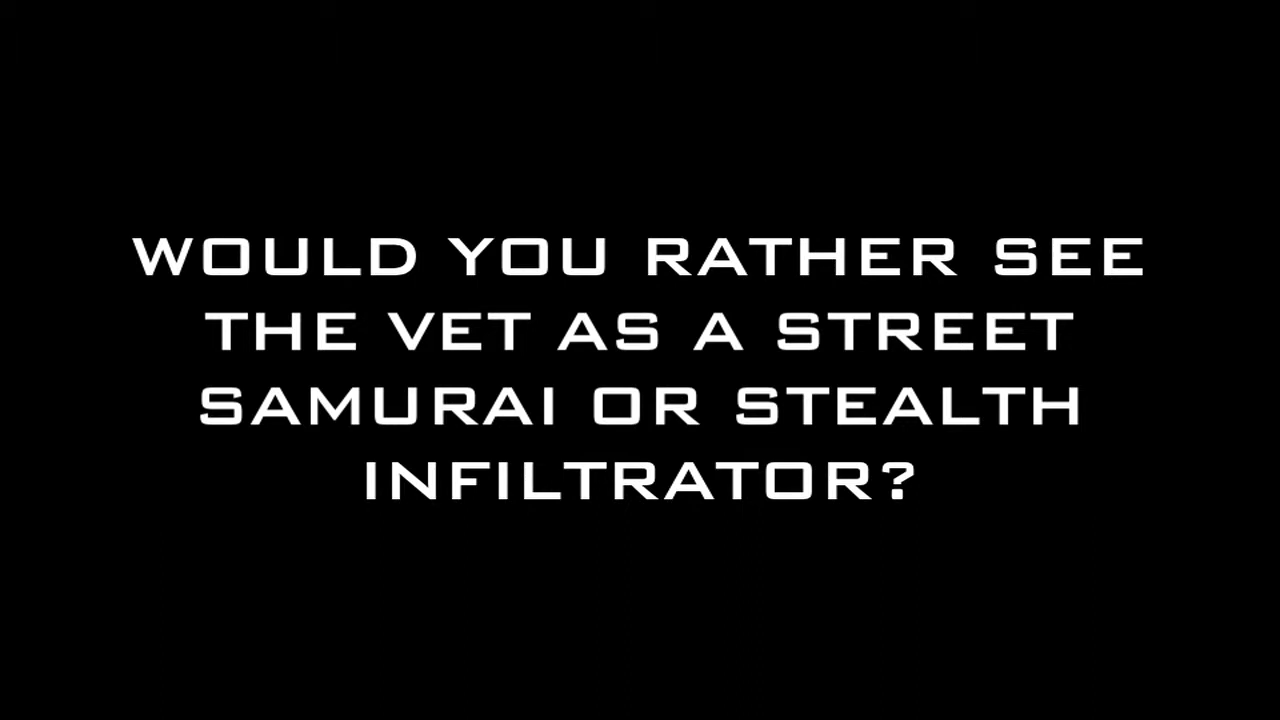 WOULD YOU RATHER SEE
THE VET AS A STREET
SAMURAI OR STEALTH
INFILTRATOR?